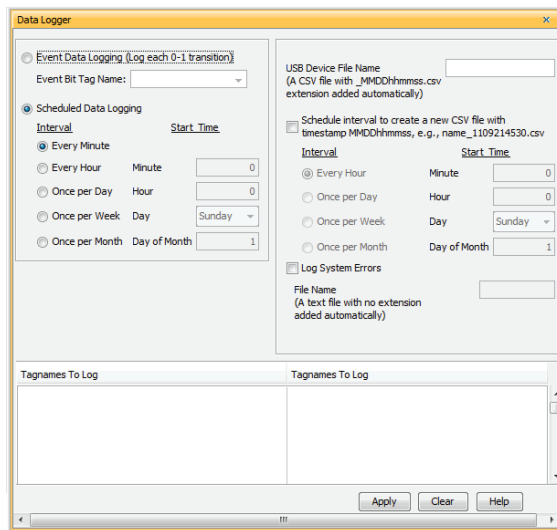 Data Logger
Event Data Logging (Log each 0-1 transition)
Event Bit Tag Name:
Scheduled Data Logging
Interval Start Time
Every Minute
Every Hour Minute 0
Once per Day Hour 0
Once per Week Day Sunday
Once per Month Day of Month 1
USB Device File Name
(A CSV file with _MMDDhhmmss.csv
extension added automatically)
Schedule interval to create a new CSV file with
timestamp MMDDhhmmss, e.g., name_1109214530.csv
Interval Start Time
Every Hour Minute 0
Once per Day Hour 0
Once per Week Day Sunday
Once per Month Day of Month 1
Log System Errors
File Name
(A text file with no extension
added automatically)
Tagnames To Log Tagnames To Log
Apply Clear Help